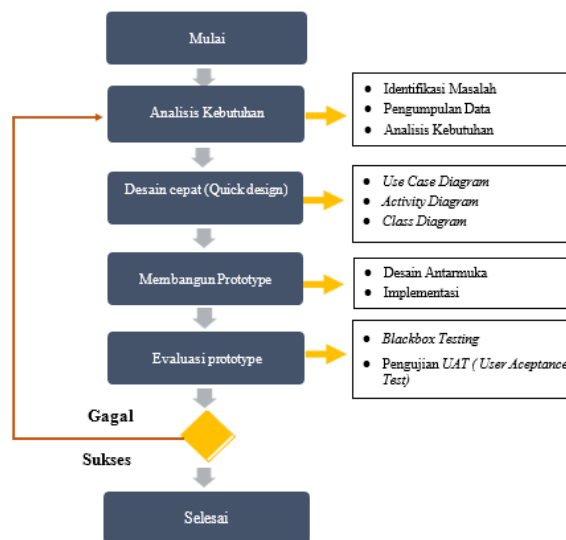 Mulai
Analisis Kebutuhan
Identifikasi Masalah
Pengumpulan Data
Analisis Kebutuhan
Desain cepat (Quick design)
Use Case Diagram
Activity Diagram
Class Diagram
Membangun Prototype
Desain Antarmuka
Implementasi
Evaluasi prototype
Blackbox Testing
Pengujian UAT ( User Aceptance
Test)
Gagal
Sukses
Selesai